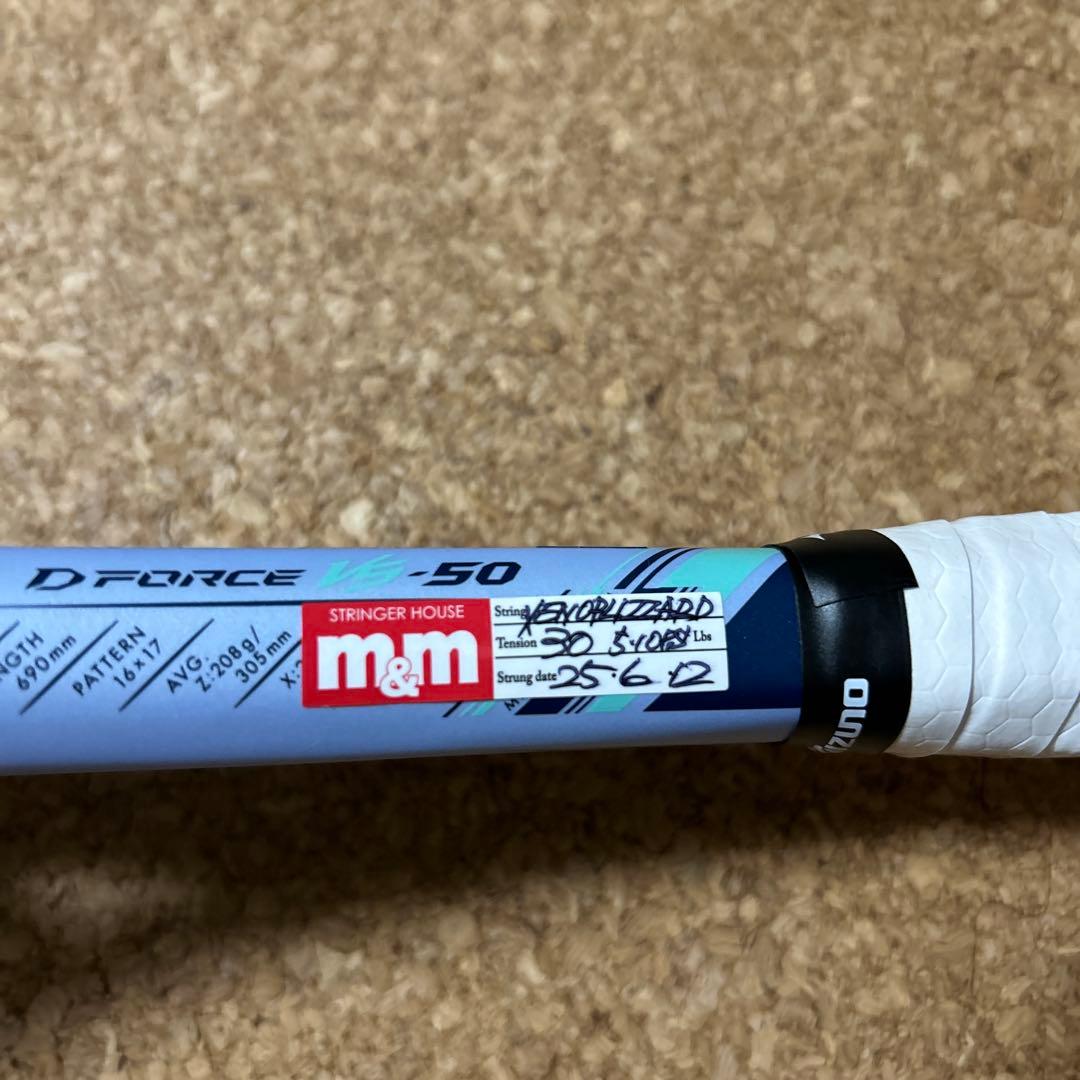 D FORCE VS-50
NGTH
690mm
PATTERN
16×17
AVG.
Z:208g/
305mm
X:2
STRINGER HOUSE
m&m
String XENOBLIZZARD
Tension 30 Lbs
Strung date 25・6・12
Mizuno